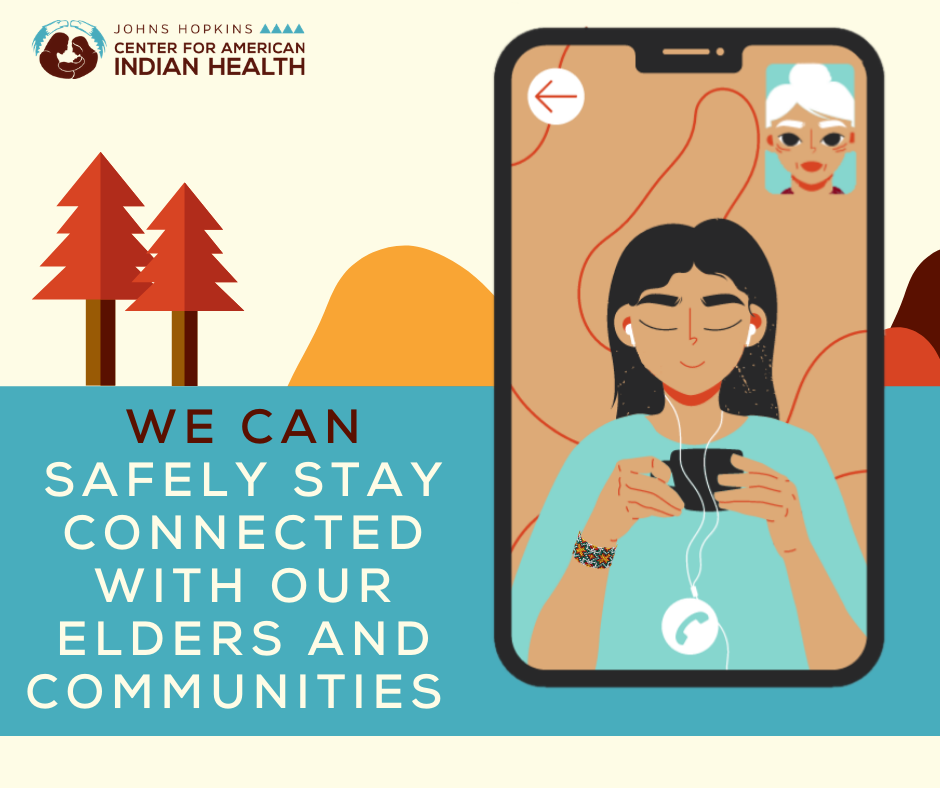 JOHNS HOPKINS
CENTER FOR AMERICAN
INDIAN HEALTH
WE CAN
SAFELY STAY
CONNECTED
WITH OUR
ELDERS AND
COMMUNITIES